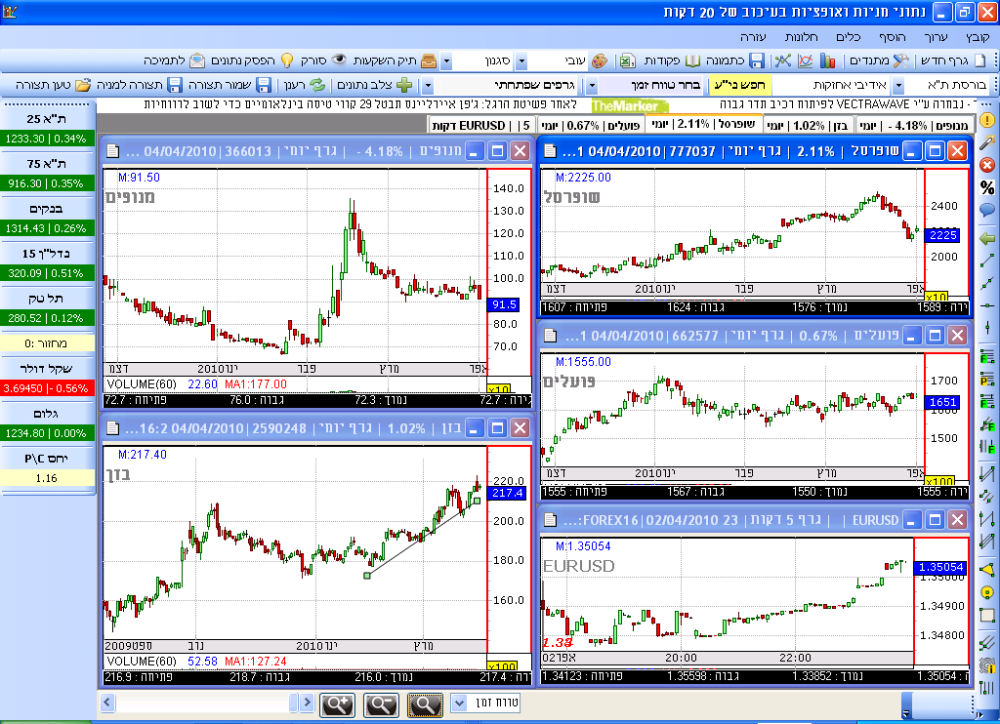 נתוני מניות ואופציות בעיכוב של 20 דקות
קובץ ערוך הוסף כלים חלונות עזרה
גרף חדש מתנדים עובי כתמונה פקודות סגנון תיק השקעות סורק הפסק נתונים לתמיכה
בורסת ת"א אידיבי אחזקות חפש ני"ע בחר טווח זמן גרפים שפתחתי צלב נתונים רענן שמור תצורה תצורה למניה טען תצורה
- נבחרה ע"י VECTRAWAVE לפיתוח רכיב תדר גבוה TheMarker לאחר פשיטת הרגל: ג'פן איירליינס תבטל 29 קווי טיסה בינלאומיים כדי לשוב לרווחיות
מנופים | 4.18% - | יומי
בזן | 1.02% | יומי
שופרסל | 2.11% | יומי
פועלים | 0.67% | יומי
EURUSD | | 5 דקות
שופרסל | 2.11% | גרף יומי | 777037 | 04/04/2010 1...
M:2225.00
שופרסל
2400
2225
2000
דצמ ינו2010 פבר מרץ אפר
x10
1607 : פתיחה 1624 : גבוה 1576 : נמוך 1589 : ירה
מנופים | 4.18% - | גרף יומי | 366013 | 04/04/2010 ...
M:91.50
מנופים
140.0
130.0
120.0
110.0
100.0
91.5
80.0
70.0
דצמ ינו2010 פבר מרץ אפר
VOLUME(60) 22.60 MA1:177.00
x10
72.7 : פתיחה 76.0 : גבוה 72.3 : נמוך 72.7 : גירה
פועלים | 0.67% | גרף יומי | 662577 | 04/04/2010 1...
M:1555.00
פועלים
1700
1651
1500
דצמ ינו2010 פבר מרץ אפר
x100
1555 : פתיחה 1567 : גבוה 1550 : נמוך 1555 : ירה
בזן | 1.02% | גרף יומי | 2590248 | 04/04/2010 16:2...
M:217.40
בזן
220.0
217.4
200.0
180.0
160.0
ספט2009 נוב ינו2010 מרץ
VOLUME(60) 52.58 MA1:127.24
x100
216.9 : פתיחה 218.7 : גבוה 216.0 : נמוך 217.4 :
EURUSD | | גרף 5 דקות | FOREX16 | 02/04/2010 23:...
M:1.35054
EURUSD
1.35054
1.35000
1.34900
1.34800
1.34
אפר02 20:00 22:00
1.34123 : פתיחה 1.35598 : גבוה 1.33852 : נמוך 1.35054 : ה
ת"א 25
1233.30 | 0.34%
ת"א 75
916.30 | 0.35%
בנקים
1314.43 | 0.26%
נדל"ן 15
320.09 | 0.51%
תל טק
280.52 | 0.12%
מחזור :0
שקל דולר
3.69450 | -0.56%
גלום
1234.80 | 0.00%
יחס P\C
1.16
טווח זמן